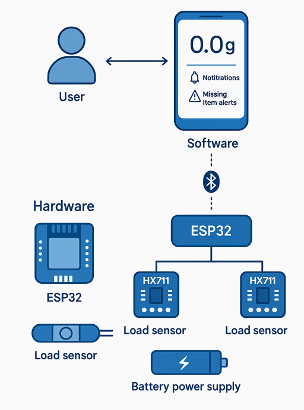 0.0g
Notitrations
Missing
Item alerts
User
Software
Hardware
ESP32
ESP32
HX711
HX711
Load sensor
Load sensor
Load sensor
Battery power supply